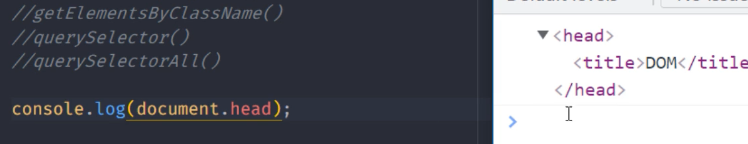 //getElementsByClassName()
//querySelector()
//querySelectorAll()
console.log(document.head);
▼<head>
<title>DOM</title
</head>
>